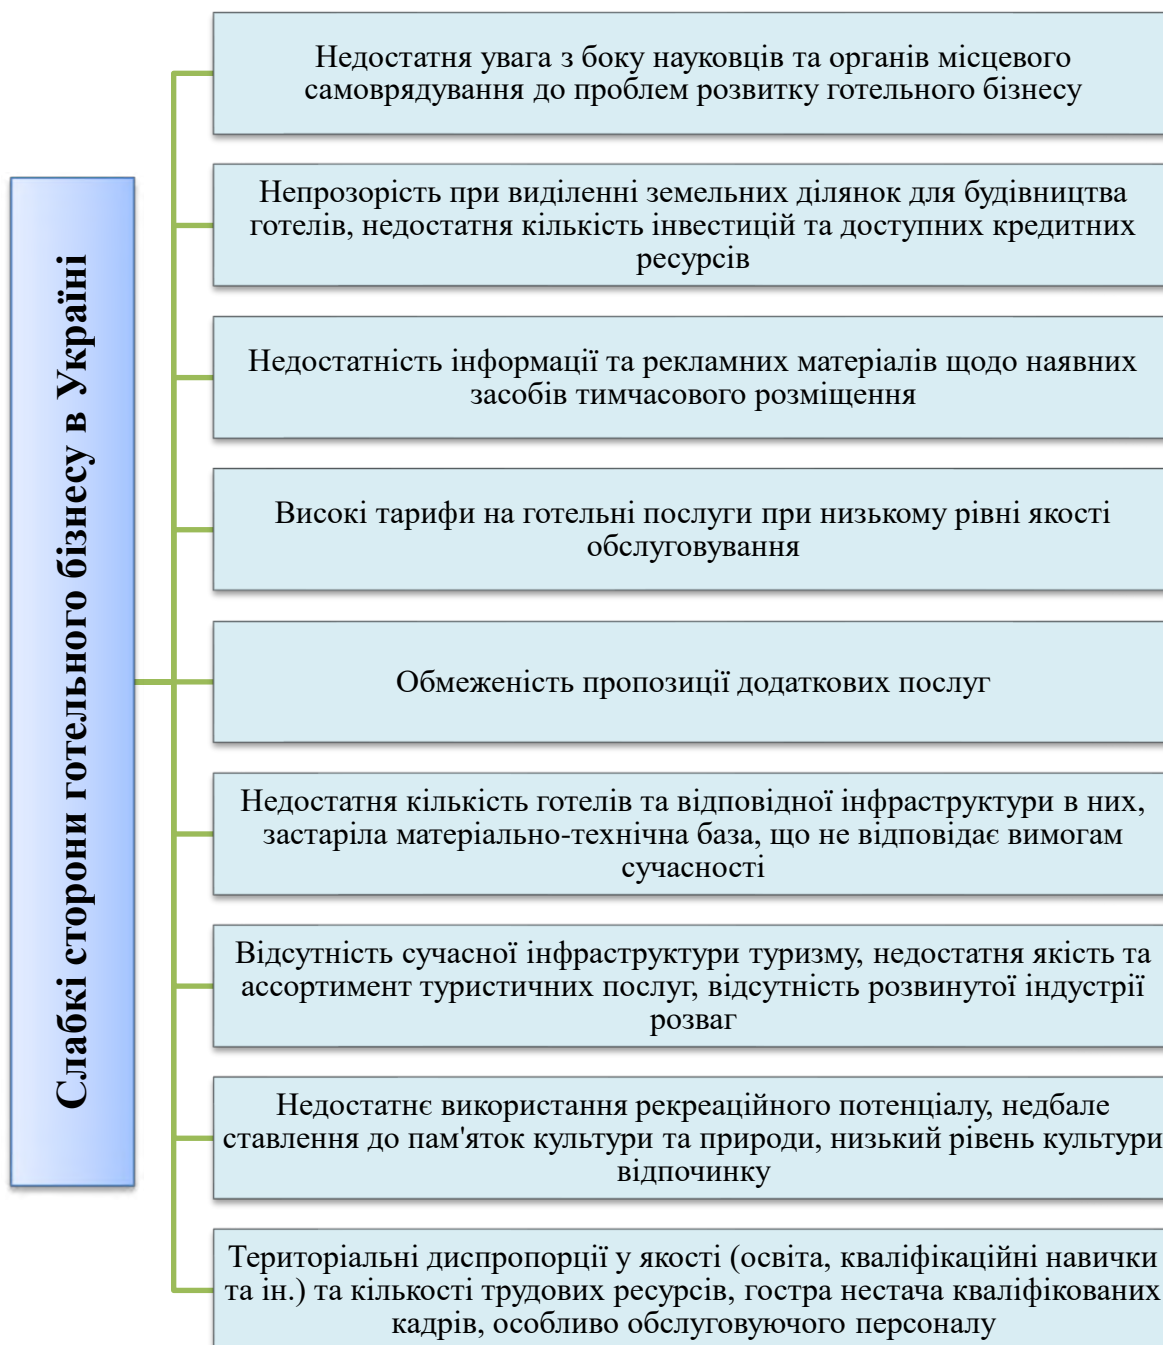 Слабкі сторони готельного бізнесу в Україні
Недостатня увага з боку науковців та органів місцевого
самоврядування до проблем розвитку готельного бізнесу
Непрозорість при виділенні земельних ділянок для будівництва
готелів, недостатня кількість інвестицій та доступних кредитних
ресурсів
Недостатність інформації та рекламних матеріалів щодо наявних
засобів тимчасового розміщення
Високі тарифи на готельні послуги при низькому рівні якості
обслуговування
Обмеженість пропозиції додаткових послуг
Недостатня кількість готелів та відповідної інфраструктури в них,
застаріла матеріально-технічна база, що не відповідає вимогам
сучасності
Відсутність сучасної інфраструктури туризму, недостатня якість та
ассортимент туристичних послуг, відсутність розвинутої індустрії
розваг
Недостатнє використання рекреаційного потенціалу, недбале
ставлення до пам'яток культури та природи, низький рівень культури
відпочинку
Територіальні диспропорції у якості (освіта, кваліфікаційні навички
та ін.) та кількості трудових ресурсів, гостра нестача кваліфікованих
кадрів, особливо обслуговуючого персоналу